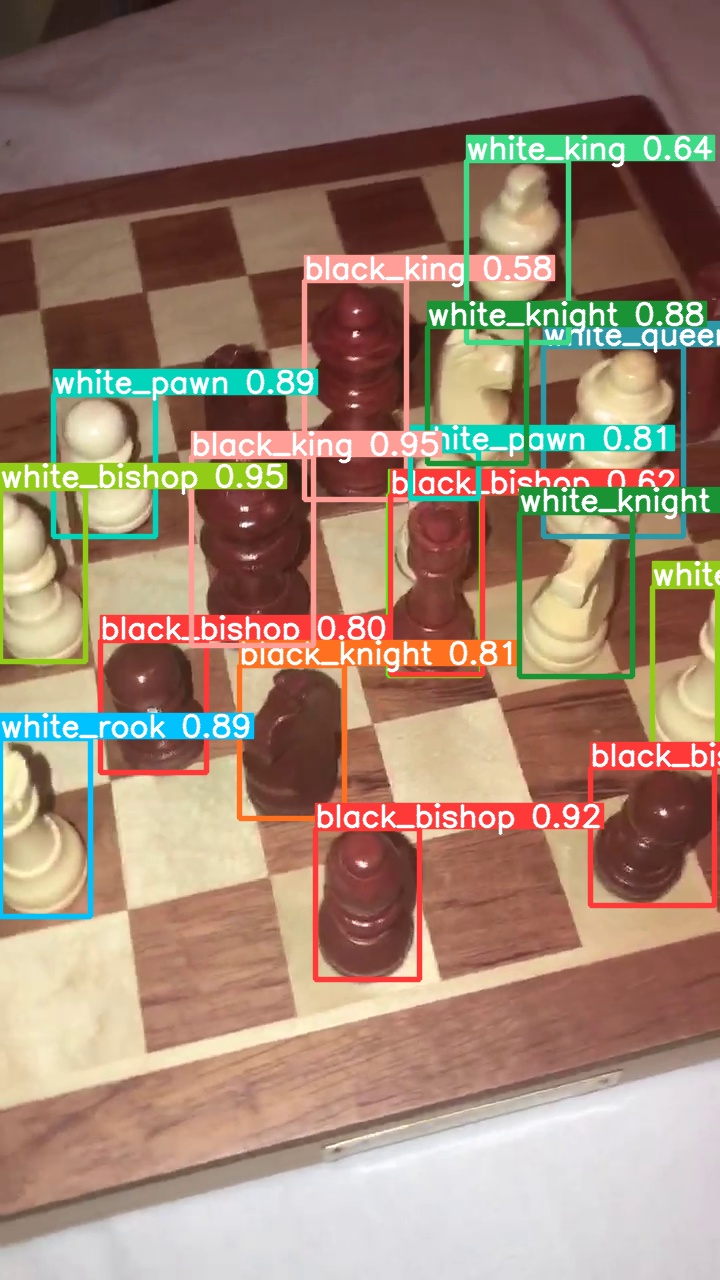 white_king 0.64
black_king 0.58
white_knight 0.88
white_queen
white_pawn 0.89
white_pawn 0.81
black_king 0.95
white_bishop 0.95
black_bishop 0.62
white_knight
white
black_bishop 0.80
black_knight 0.81
white_rook 0.89
black_bis
black_bishop 0.92